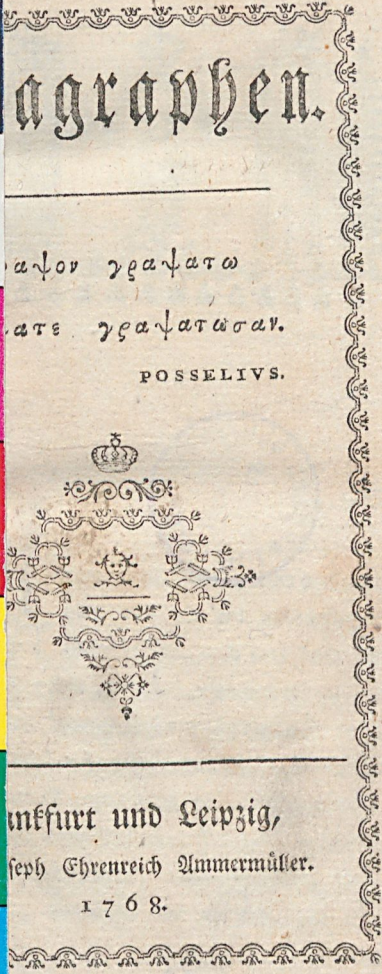 agraphen.
αψον γραψατω
ατε γραψατωσαν.
POSSELIVS.
nkfurt und Leipzig,
seph Ehrenreich Ammermüller.
1768.